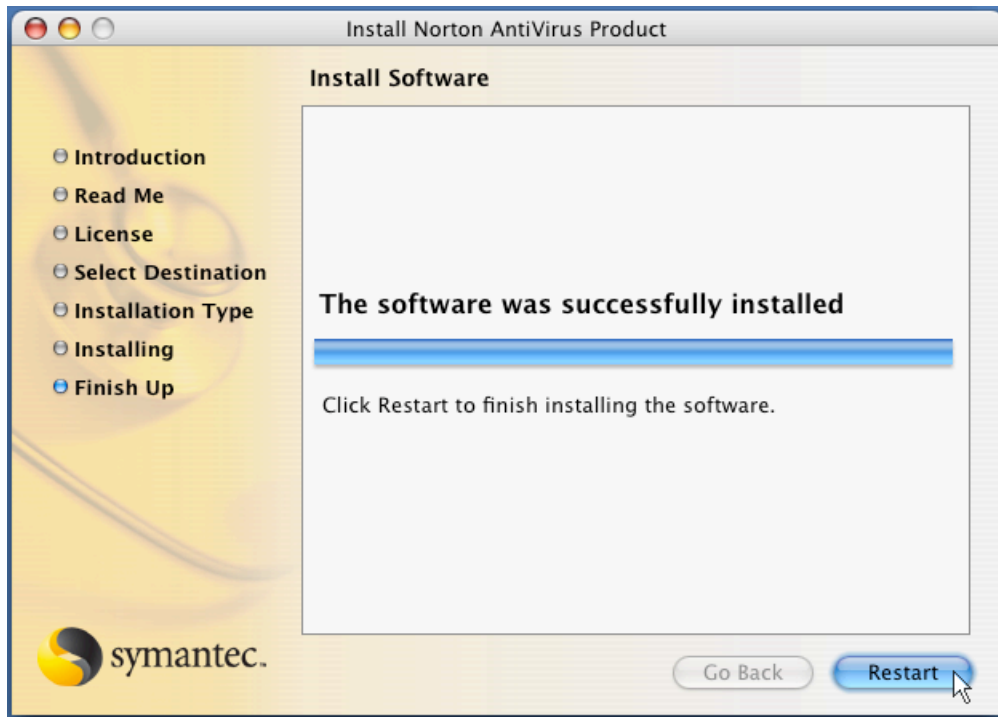 Install Norton AntiVirus Product
Install Software
Introduction
Read Me
License
Select Destination
Installation Type
Installing
Finish Up
The software was successfully installed
Click Restart to finish installing the software.
symantec.
Go Back
Restart